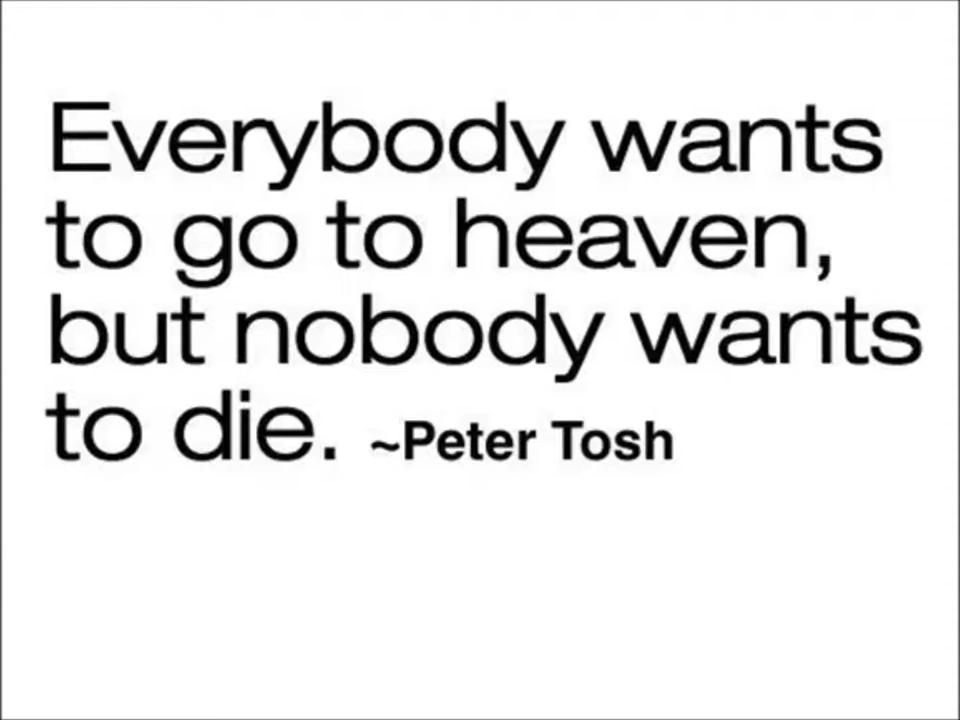 Everybody wants
to go to heaven,
but nobody wants
to die. ~Peter Tosh